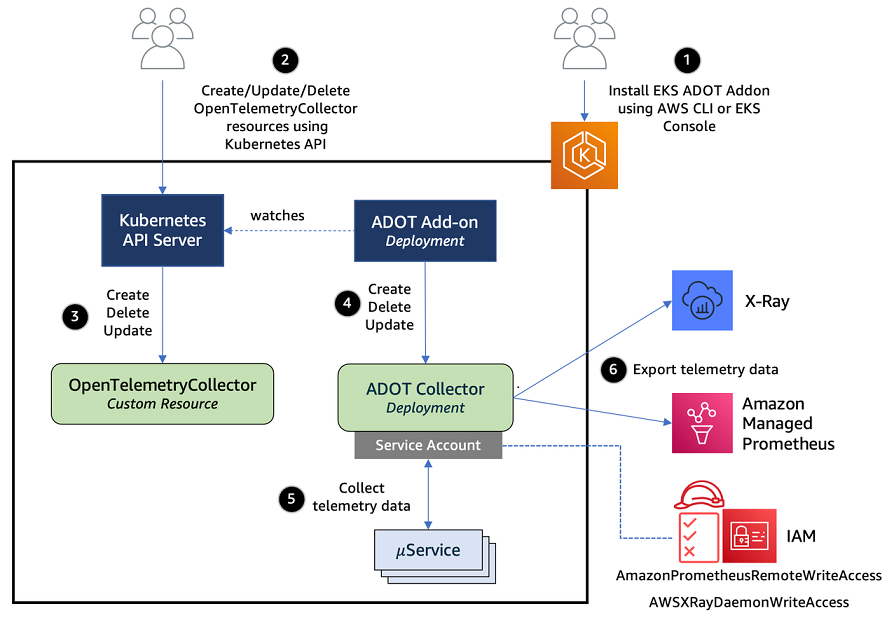 2
1
Create/Update/Delete
OpenTelemetryCollector
resources using
Kubernetes API
Install EKS ADOT Addon
using AWS CLI or EKS
Console
K
Kubernetes
API Server
watches
ADOT Add-on
Deployment
3
Create
Delete
Update
4
Create
Delete
Update
X-Ray
OpenTelemetryCollector
Custom Resource
ADOT Collector
Deployment
6
Export telemetry data
Amazon
Managed
Prometheus
Service Account
5
Collect
telemetry data
μService
IAM
AmazonPrometheusRemoteWriteAccess
AWSXRayDaemonWriteAccess